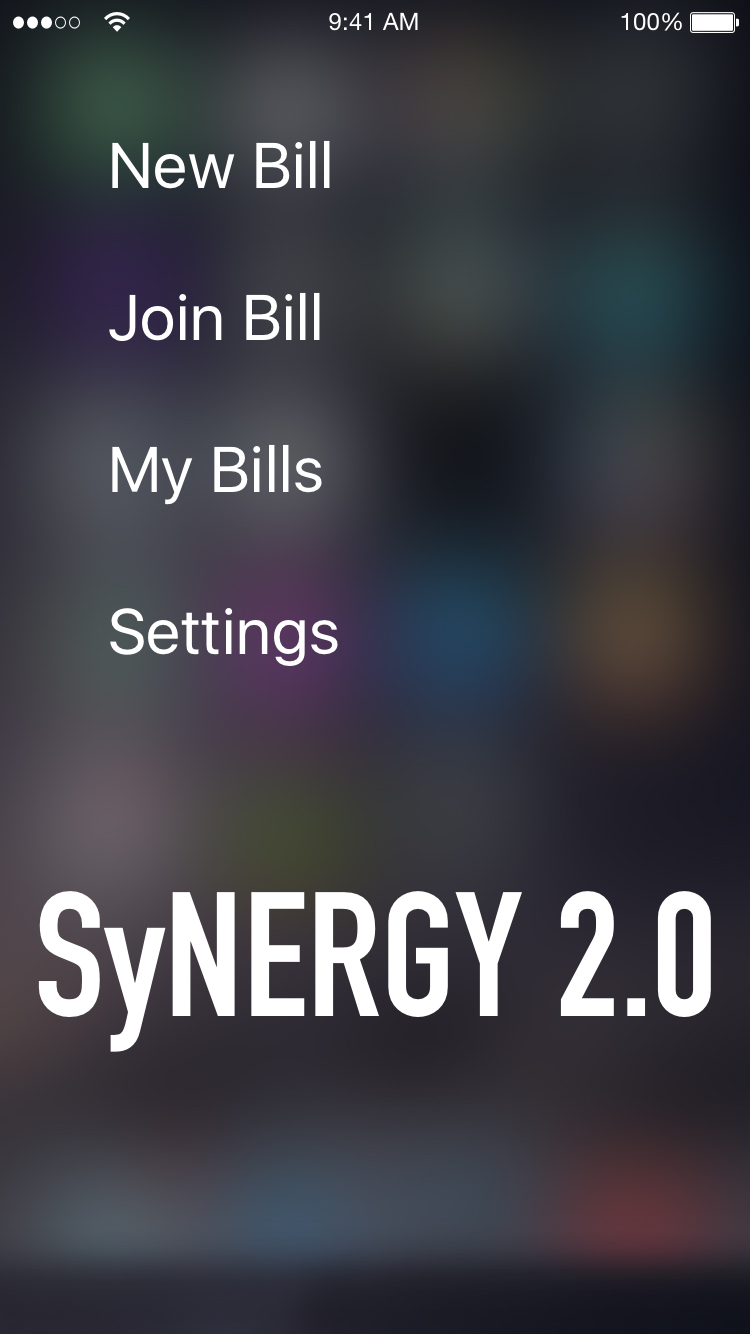 9:41 AM 100%
New Bill
Join Bill
My Bills
Settings
SyNERGY 2.0